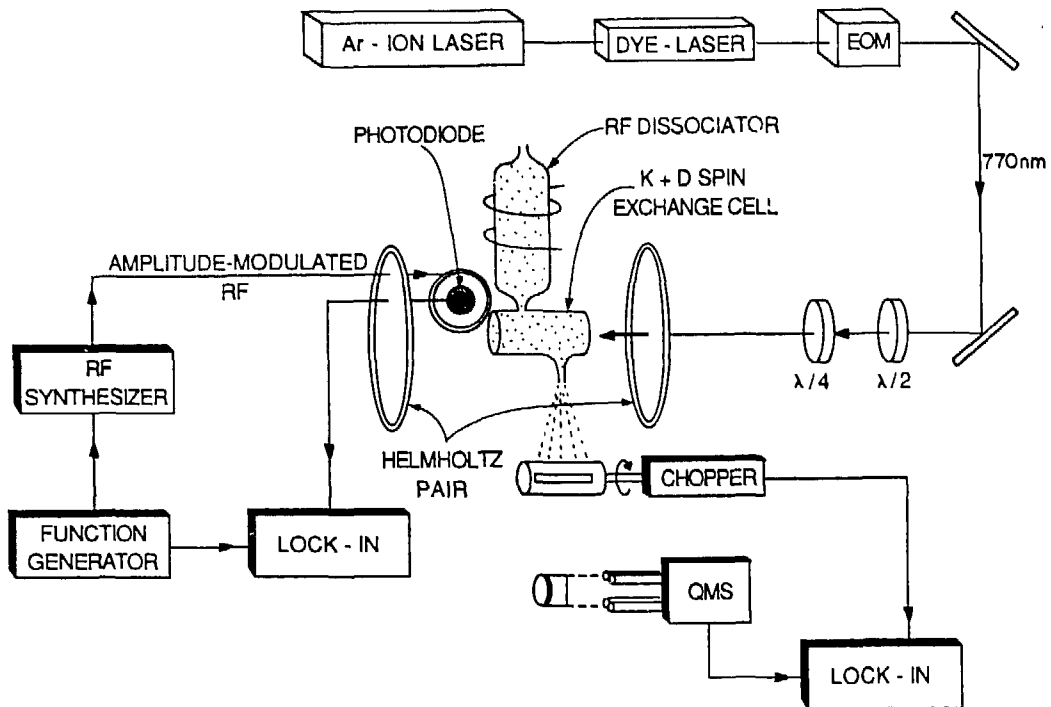 Ar - ION LASER
DYE - LASER
EOM
PHOTODIODE
RF DISSOCIATOR
770nm
K + D SPIN
EXCHANGE CELL
AMPLITUDE-MODULATED
RF
λ/4
λ/2
RF
SYNTHESIZER
HELMHOLTZ
PAIR
CHOPPER
FUNCTION
GENERATOR
LOCK - IN
QMS
LOCK - IN